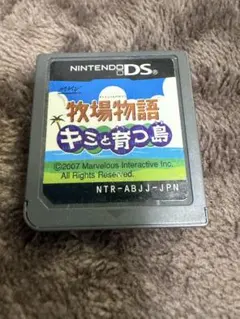 NINTENDO DS
牧場物語
キミと育つ島
©2007 Marvelous Interactive Inc.
All Rights Reserved.
NTR-ABJJ-JPN